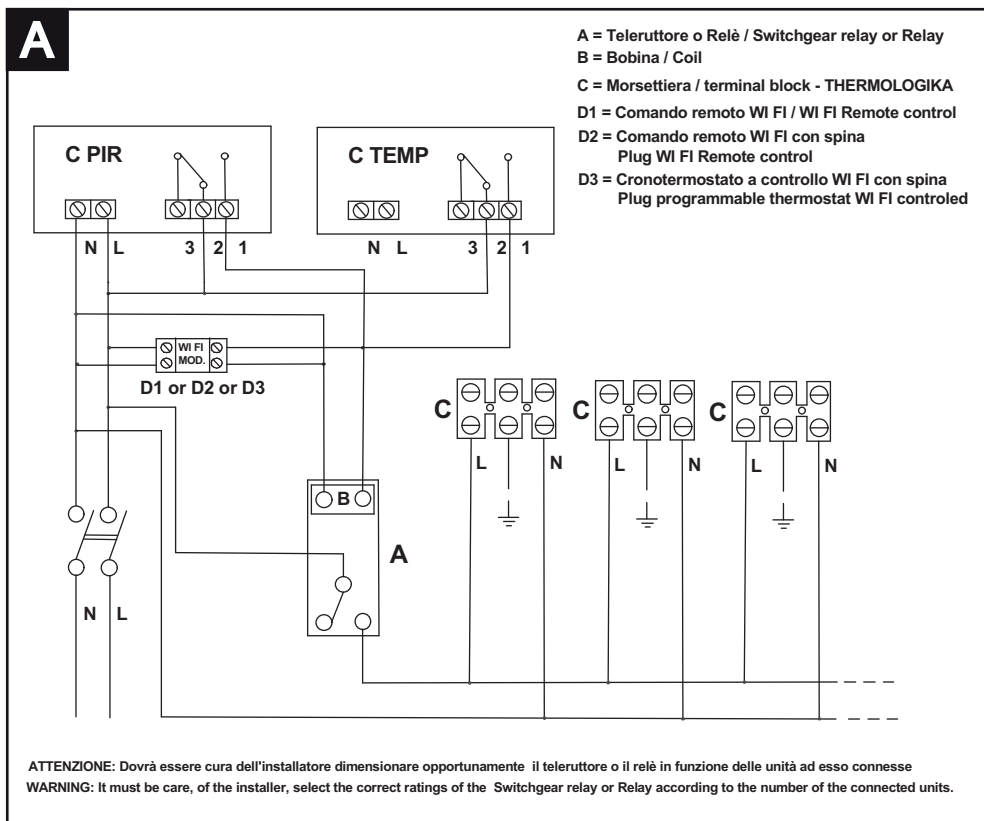 A
A = Teleruttore o Relè / Switchgear relay or Relay
B = Bobina / Coil
C = Morsettiera / terminal block - THERMOLOGIKA
D1 = Comando remoto WI FI / WI FI Remote control
D2 = Comando remoto WI FI con spina
Plug WI FI Remote control
D3 = Cronotermostato a controllo WI FI con spina
Plug programmable thermostat WI FI controled
C PIR
C TEMP
N L 3 2 1
N L 3 2 1
WI FI
MOD.
D1 or D2 or D3
C C C
L N L N L N
B
A
N L
ATTENZIONE: Dovrà essere cura dell'installatore dimensionare opportunamente il teleruttore o il relè in funzione delle unità ad esso connesse
WARNING: It must be care, of the installer, select the correct ratings of the Switchgear relay or Relay according to the number of the connected units.